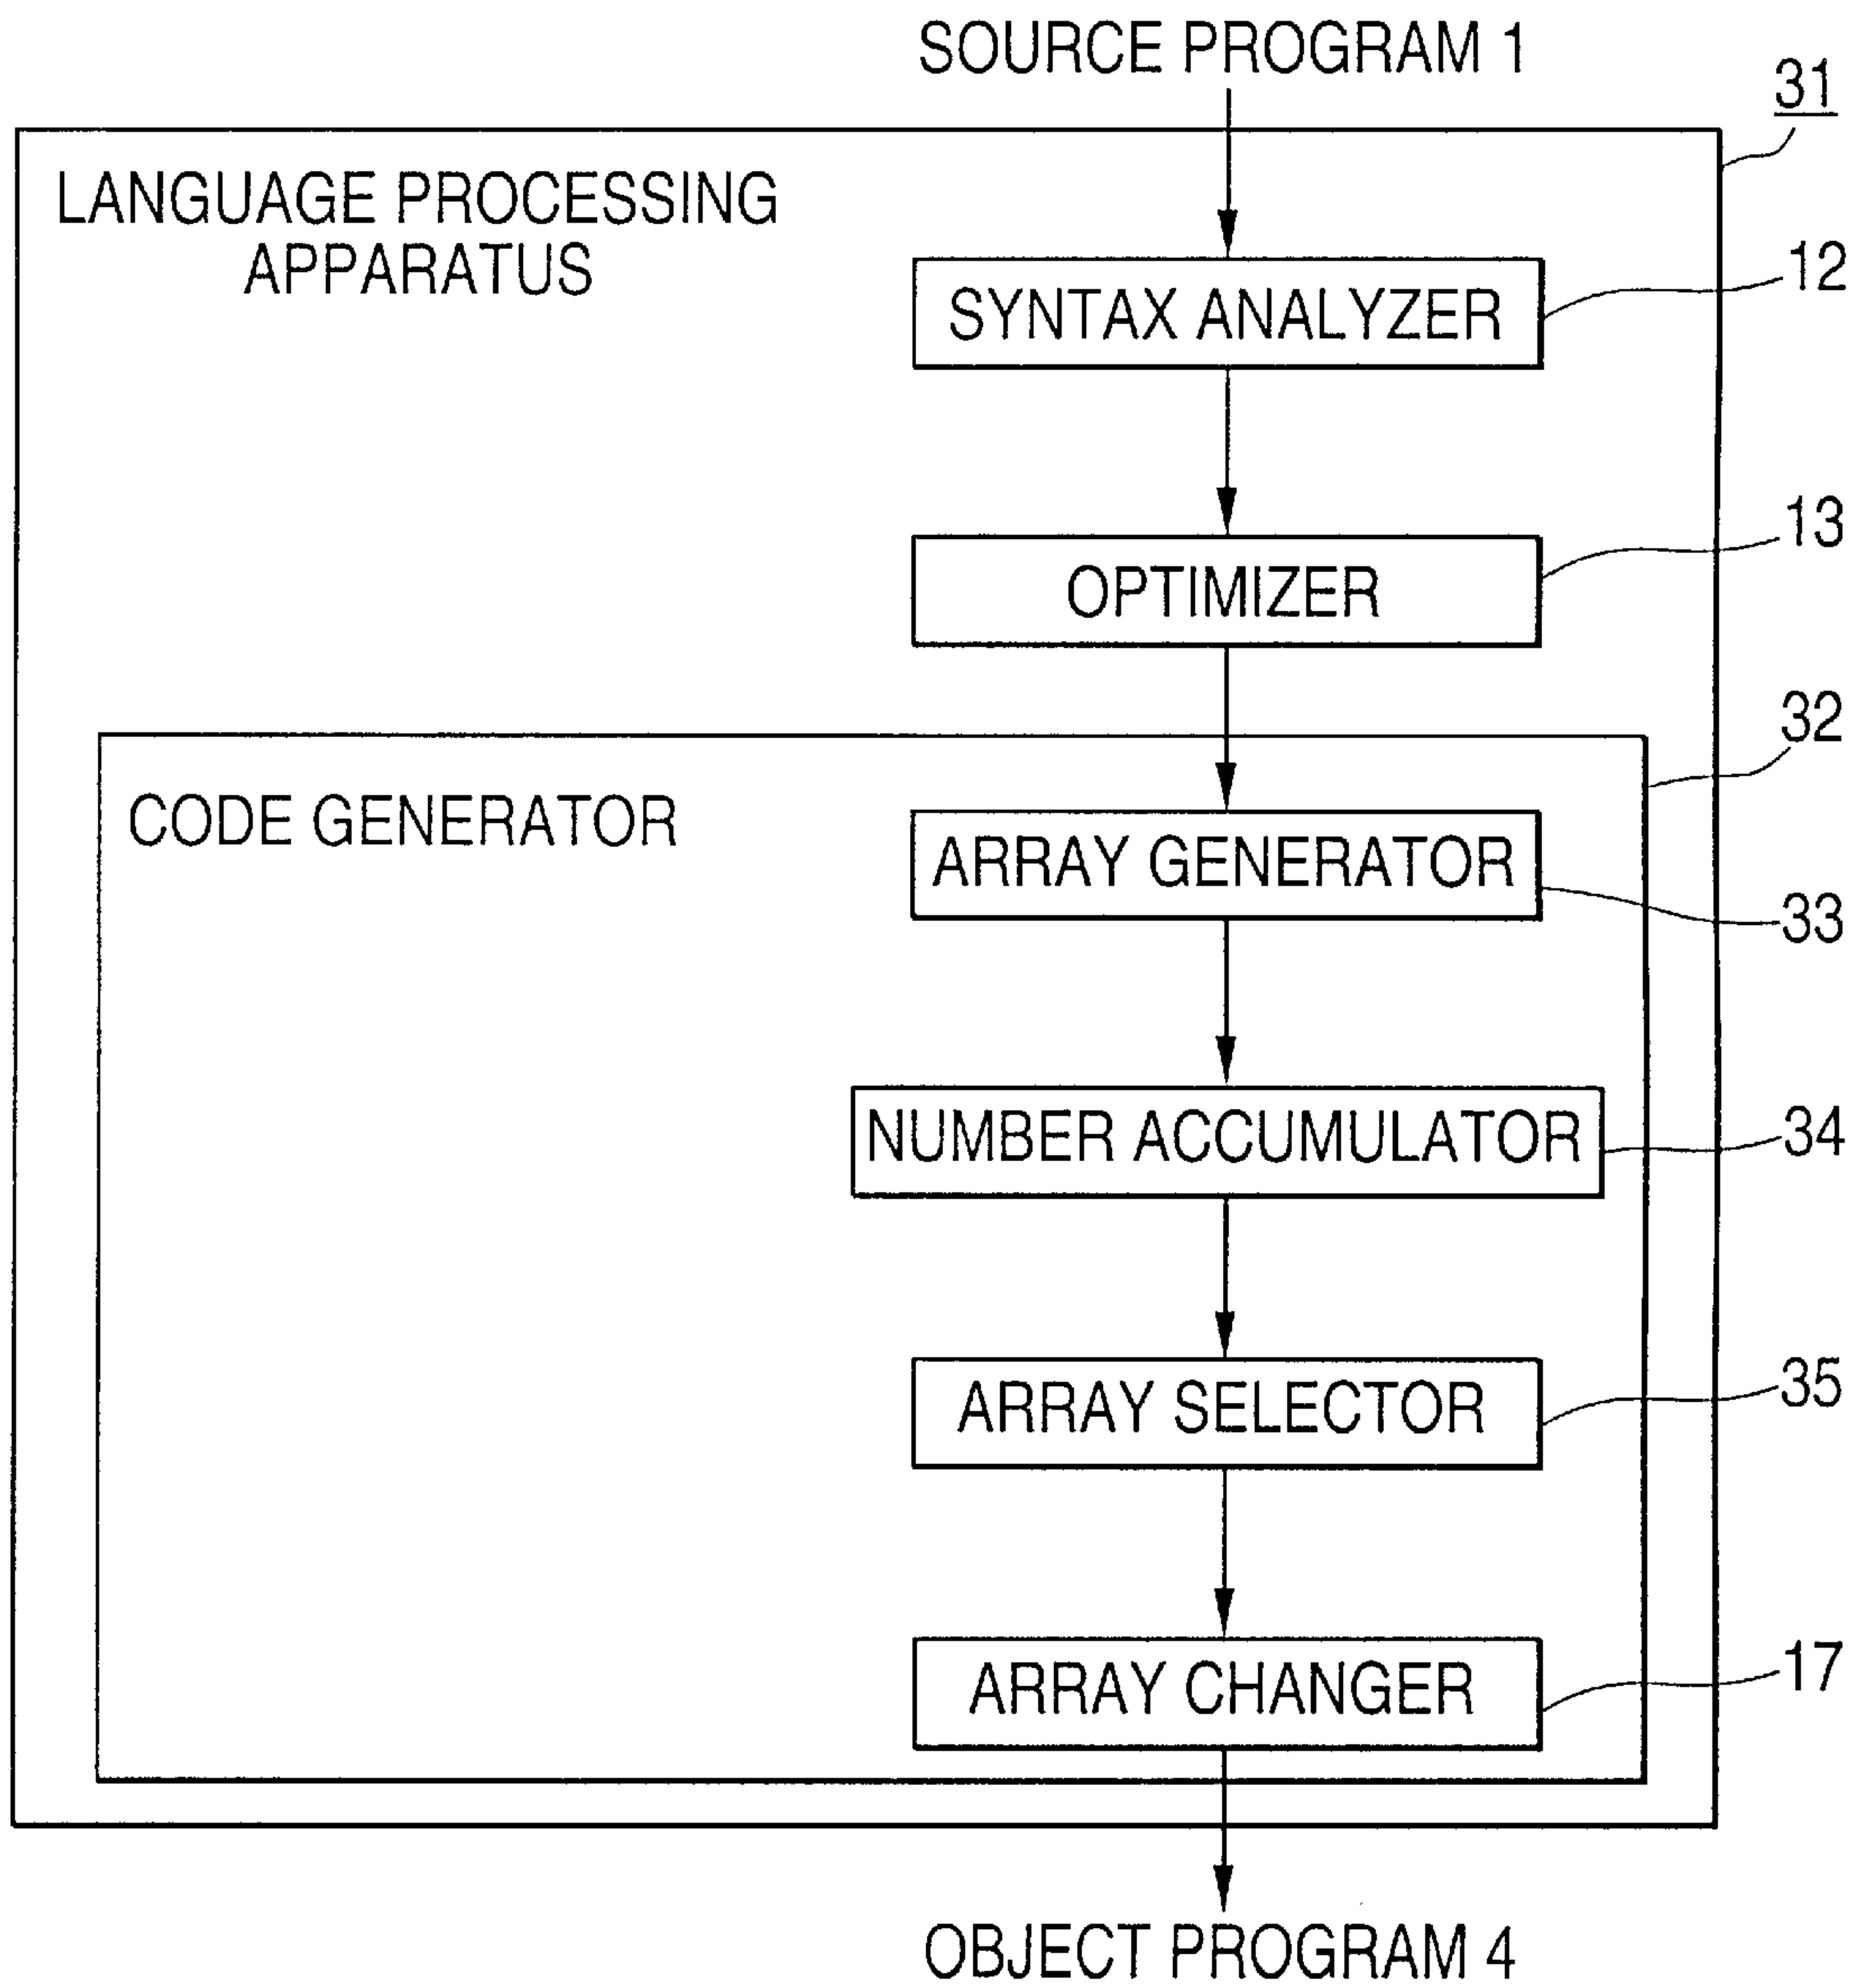 SOURCE PROGRAM 1
31
LANGUAGE PROCESSING
APPARATUS
12
SYNTAX ANALYZER
13
OPTIMIZER
32
CODE GENERATOR
ARRAY GENERATOR
33
NUMBER ACCUMULATOR
34
ARRAY SELECTOR
35
ARRAY CHANGER
17
OBJECT PROGRAM 4